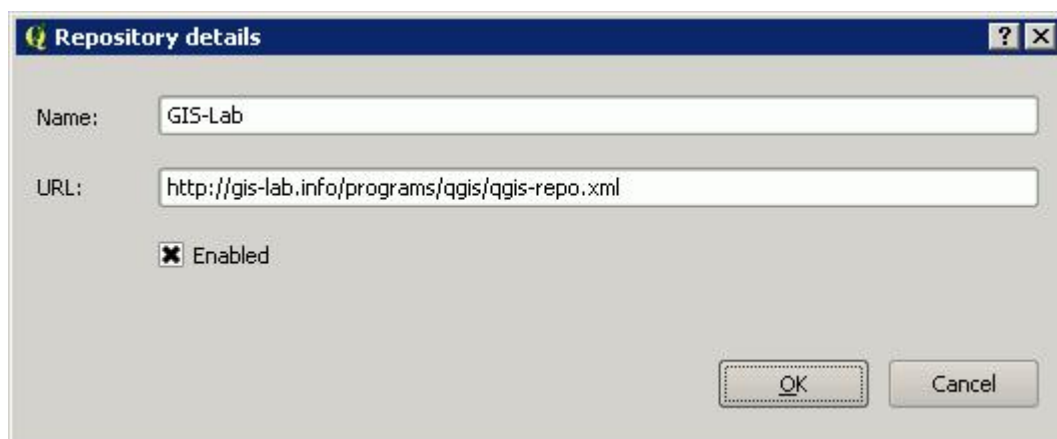 Repository details
Name: GIS-Lab
URL: http://gis-lab.info/programs/qgis/qgis-repo.xml
Enabled
OK Cancel